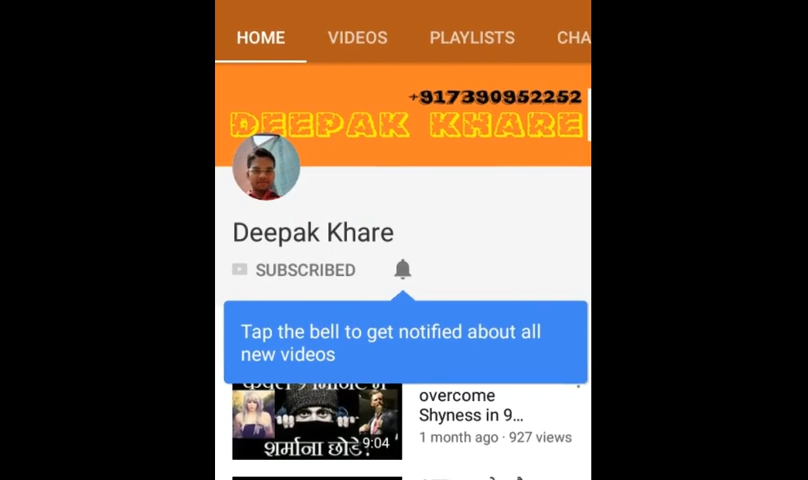 HOME VIDEOS PLAYLISTS CHA
+917390952252
DEEPAK KHARE
Deepak Khare
SUBSCRIBED
Tap the bell to get notified about all
new videos
overcome
Shyness in 9...
1 month ago · 927 views
शर्माना छोडे?
9:04